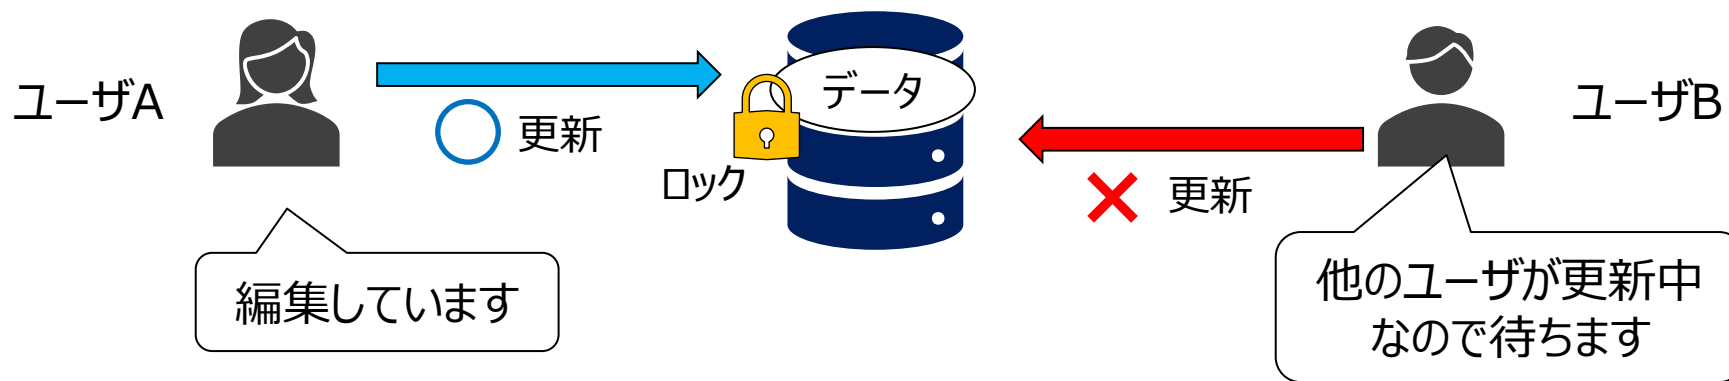 ユーザA
更新
編集しています
データ
ロック
更新
ユーザB
他のユーザが更新中
なので待ちます